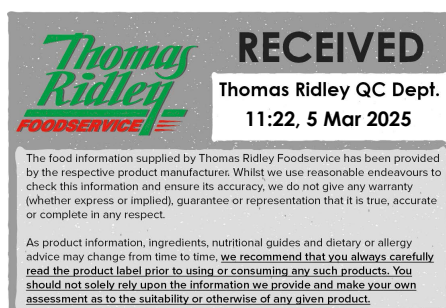 Thomas
Ridley
FOODSERVICE
RECEIVED
Thomas Ridley QC Dept.
11:22, 5 Mar 2025
The food information supplied by Thomas Ridley Foodservice has been provided
by the respective product manufacturer. Whilst we use reasonable endeavours to
check this information and ensure its accuracy, we do not give any warranty
(whether express or implied), guarantee or representation that it is true, accurate
or complete in any respect.
As product information, ingredients, nutritional guides and dietary or allergy
advice may change from time to time, we recommend that you always carefully
read the product label prior to using or consuming any such products. You
should not solely rely upon the information we provide and make your own
assessment as to the suitability or otherwise of any given product.